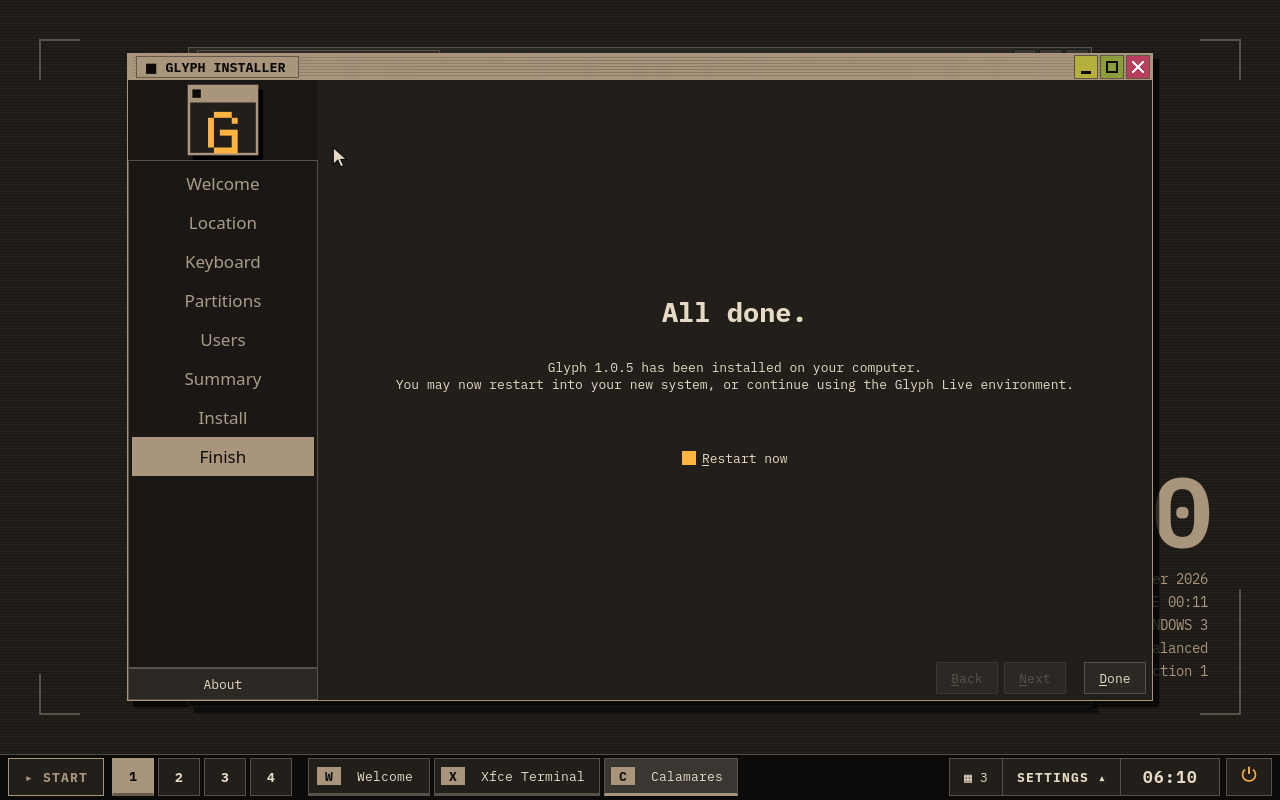 GLYPH INSTALLER
G
Welcome
Location
Keyboard
Partitions
Users
Summary
Install
Finish
About
All done.
Glyph 1.0.5 has been installed on your computer.
You may now restart into your new system, or continue using the Glyph Live environment.
Restart now
Back
Next
Done
0
er 2026
00:11
NDOWS 3
alanced
ction 1
▸ START
1
2
3
4
W Welcome
X Xfce Terminal
C Calamares
3
SETTINGS ▴
06:10